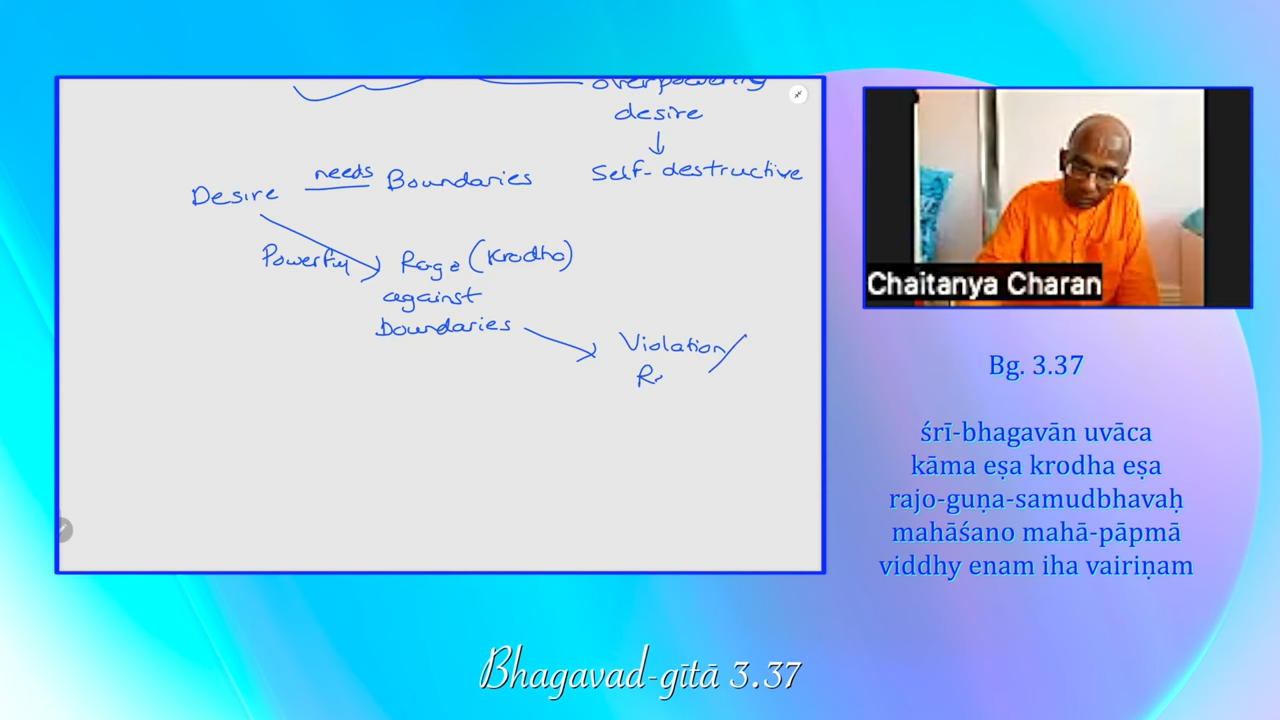 overpowering
desire
↓
Self-destructive
Desire needs Boundaries
Powerful
Rage (Krodha)
against
boundaries
Violation/
Chaitanya Charan
Bg. 3.37
śrī-bhagavān uvāca
kāma eṣa krodha eṣa
rajo-guṇa-samudbhavaḥ
mahāśano mahā-pāpmā
viddhy enam iha vairiṇam
Bhagavad-gītā 3.37